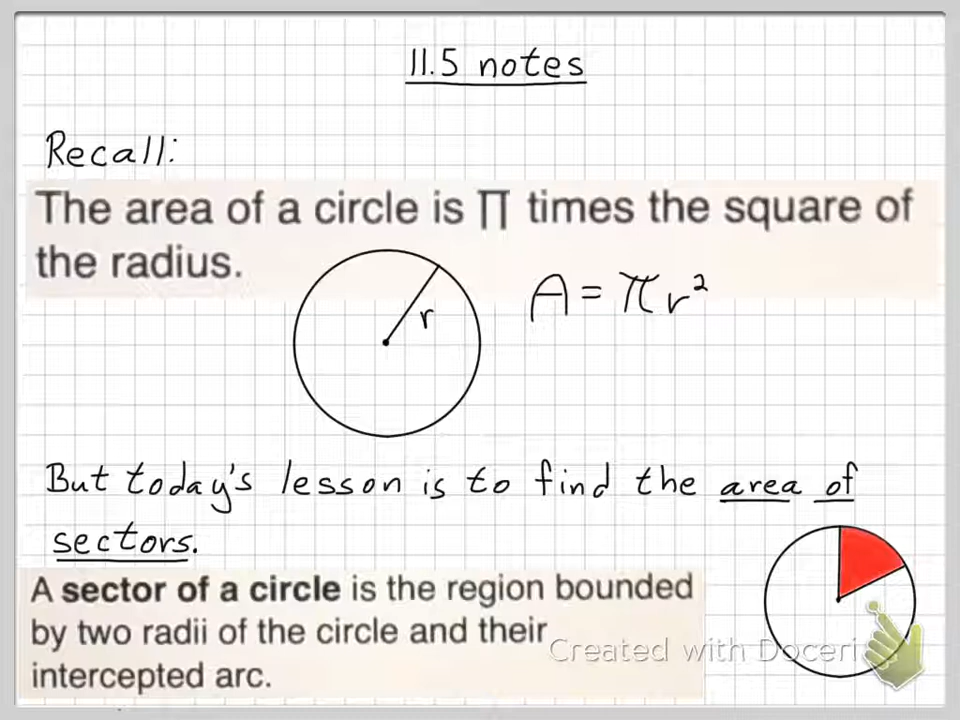 11.5 notes
Recall:
The area of a circle is ∏ times the square of
the radius.
r
A = πr²
But today's lesson is to find the area of
sectors.
A sector of a circle is the region bounded
by two radii of the circle and their
intercepted arc.
Created with Doceri